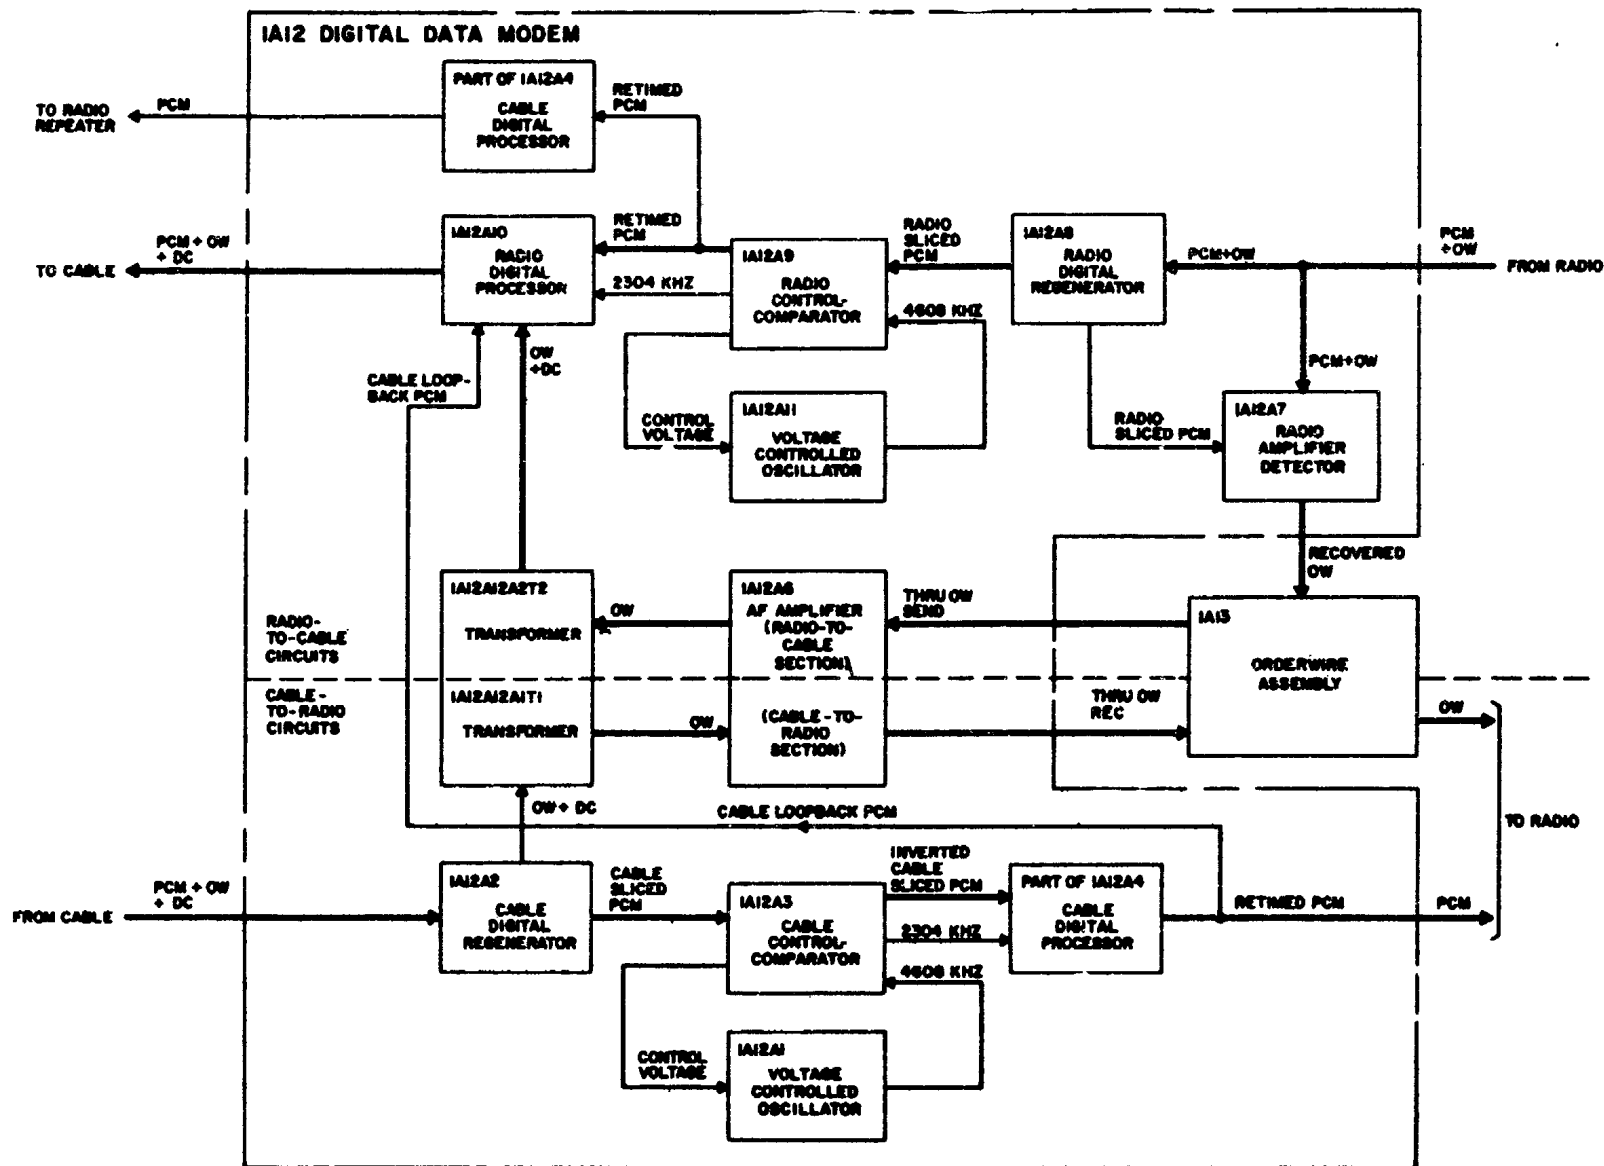 1A12 DIGITAL DATA MODEM
PART OF 1A12A4
CABLE
DIGITAL
PROCESSOR
RETIMED
PCM
PCM
TO RADIO
REPEATER
1A12A10
RADIO
DIGITAL
PROCESSOR
RETIMED
PCM
2304 KHZ
PCM + OW
+ DC
TO CABLE
1A12A9
RADIO
CONTROL-
COMPARATOR
RADIO
SLICED
PCM
4608 KHZ
1A12A8
RADIO
DIGITAL
REGENERATOR
PCM+OW
PCM
+OW
FROM RADIO
PCM+OW
OW
+DC
CABLE LOOP-
BACK PCM
CONTROL
VOLTAGE
1A12A11
VOLTAGE
CONTROLLED
OSCILLATOR
RADIO
SLICED PCM
1A12A7
RADIO
AMPLIFIER
DETECTOR
RECOVERED
OW
1A12A12A2T2
TRANSFORMER
OW
1A12A6
AF AMPLIFIER
(RADIO-TO-
CABLE
SECTION)
THRU OW
SEND
1A13
ORDERWIRE
ASSEMBLY
RADIO-
TO-CABLE
CIRCUITS
CABLE-
TO-RADIO
CIRCUITS
1A12A12A1T1
TRANSFORMER
OW
(CABLE-TO-
RADIO
SECTION)
THRU OW
REC
OW
OW + DC
CABLE LOOPBACK PCM
TO RADIO
PCM + OW
+ DC
FROM CABLE
1A12A2
CABLE
DIGITAL
REGENERATOR
CABLE
SLICED
PCM
1A12A3
CABLE
CONTROL-
COMPARATOR
INVERTED
CABLE
SLICED PCM
2304 KHZ
4608 KHZ
PART OF 1A12A4
CABLE
DIGITAL
PROCESSOR
RETIMED PCM
PCM
CONTROL
VOLTAGE
1A12A1
VOLTAGE
CONTROLLED
OSCILLATOR